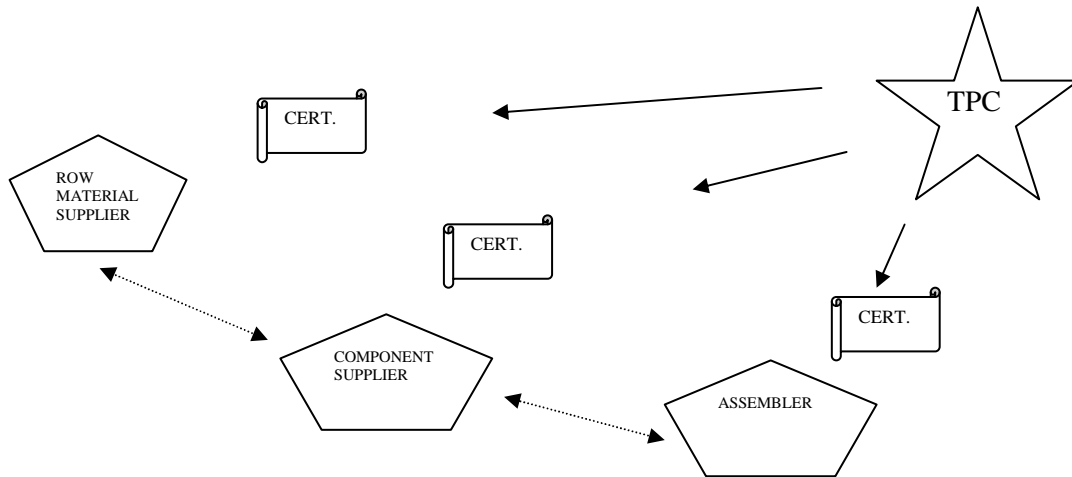 TPC
CERT.
ROW
MATERIAL
SUPPLIER
CERT.
CERT.
COMPONENT
SUPPLIER
ASSEMBLER